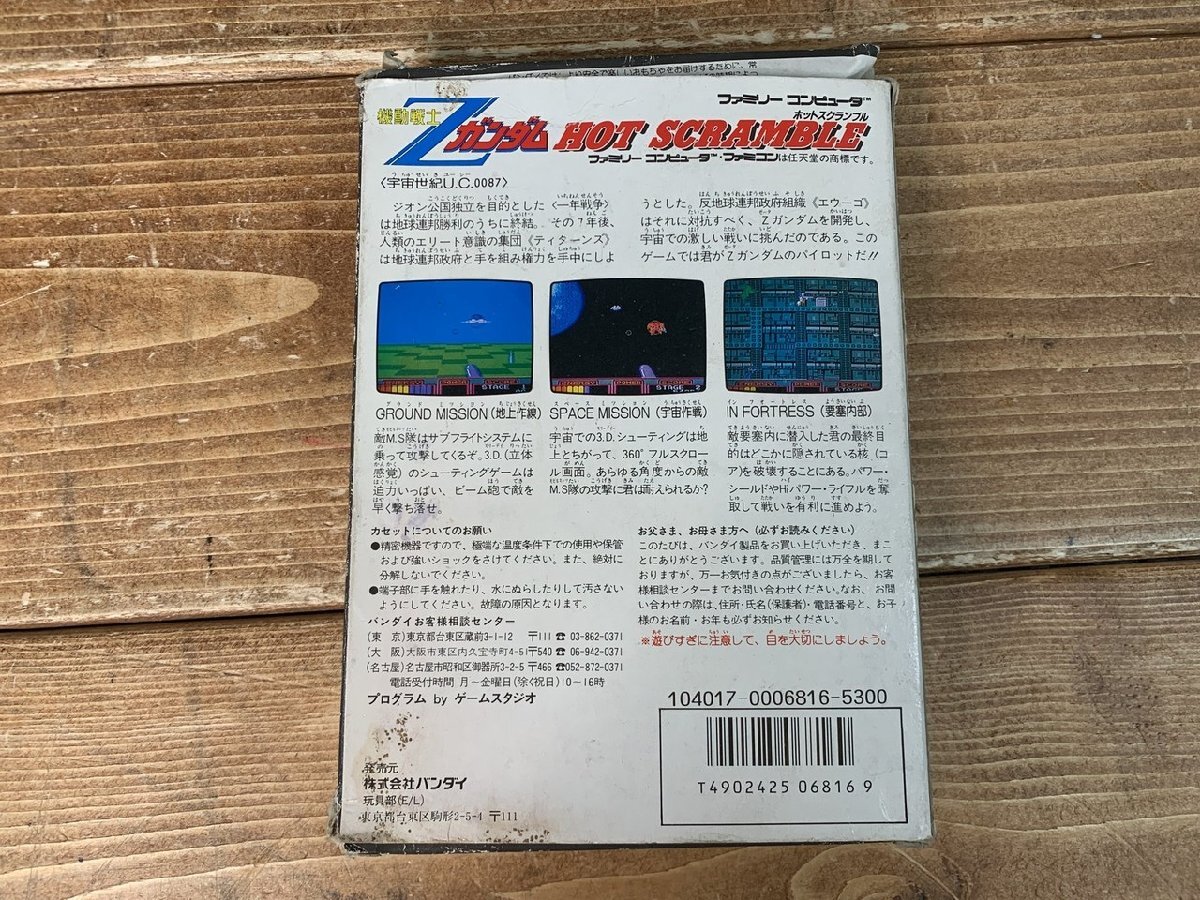 機動戦士
Zガンダム HOT SCRAMBLE
ホットスクランブル
ファミリー コンピュータ™
ファミリー コンピュータ™・ファミコンは任天堂の商標です。
〈宇宙世紀U.C.0087〉
ジオン公国独立を目的とした〈一年戦争〉
は地球連邦勝利のうちに終結。その7年後、
人類のエリート意識の集団《ティターンズ》
は地球連邦政府と手を組み権力を手中にしよ
うとした。反地球連邦政府組織《エゥーゴ》
はそれに対抗すべく、Zガンダムを開発し、
宇宙での激しい戦いに挑んだのである。この
ゲームでは君がZガンダムのパイロットだ!!
ENERGY POWER SCORE
STAGE 1
ENERGY POWER SCORE
STAGE 2
ENERGY POWER SCORE
STAGE
GROUND MISSION (地上作戦)
敵M.S隊はサブフライトシステムに
乗って攻撃してくるぞ。3.D.(立体
感覚)のシューティングゲームは
迫力いっぱい、ビーム砲で敵を
早く撃ち落せ。
SPACE MISSION (宇宙作戦)
宇宙での3.D.シューティングは地
上とちがって、360°フルスクロー
ル画面。あらゆる角度からの敵
M.S隊の攻撃に君は耐えられるか?
IN FORTRESS (要塞内部)
敵要塞内に潜入した君の最終目
的はどこかに隠されている核(コ
ア)を破壊することにある。パワー・
シールドやHiパワー・ライフルを奪
取して戦いを有利に進めよう。
カセットについてのお願い
●精密機器ですので、極端な温度条件下での使用や保管
および強いショックをさけてください。また、絶対に
分解しないでください。
●端子部に手を触れたり、水にぬらしたりして汚さない
ようにしてください。故障の原因となります。
バンダイお客様相談センター
(東 京)東京都台東区蔵前3-1-12 〒111 ☎03-862-0371
(大 阪)大阪市東区内久宝寺町4-51〒540 ☎06-942-0371
(名古屋)名古屋市昭和区御器所3-2-5 〒466 ☎052-872-0371
電話受付時間 月〜金曜日(除く祝日)10〜16時
プログラム by ゲームスタジオ
お父さま、お母さま方へ(必ずお読みください)
このたびは、バンダイ製品をお買い上げいただき、まこ
とにありがとうございます。品質管理には万全を期して
おりますが、万一お気付きの点がございましたら、お客
様相談センターまでお問い合わせください。なお、お問
い合わせの際は、住所・氏名(保護者)・電話番号と、お子
様のお名前・お年も必ずお知らせください。
※遊びすぎに注意して、目を大切にしましょう。
104017-0006816-5300
T4902425 06816 9
発売元
株式会社バンダイ
玩具部(E/L)
東京都台東区駒形2-5-4 〒111